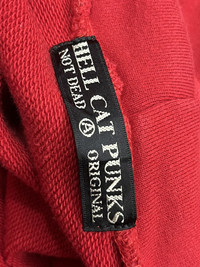 HELL CAT PUNKS
NOT DEAD Ⓐ ORIGINAL